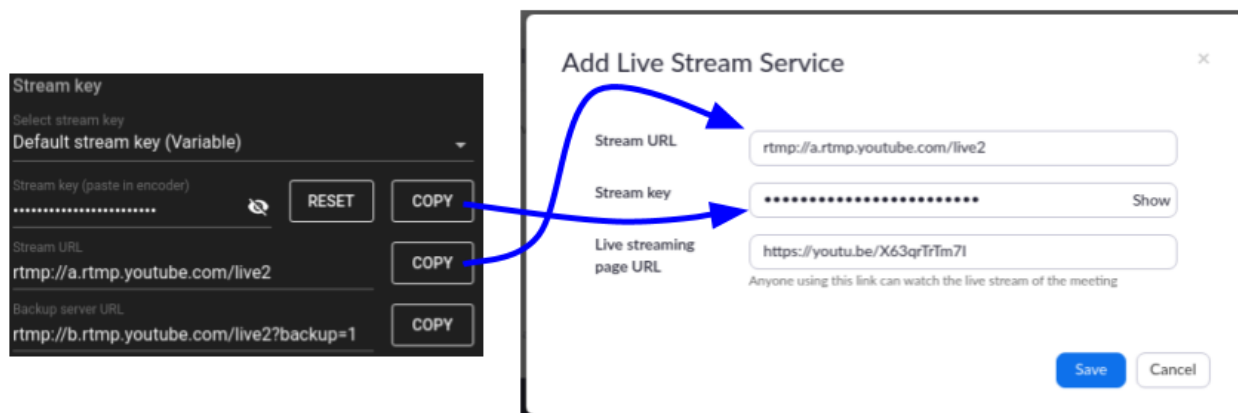 Stream key
Select stream key
Default stream key (Variable)
Stream key (paste in encoder)
••••••••••••••••••••••••
RESET
COPY
Stream URL
rtmp://a.rtmp.youtube.com/live2
COPY
Backup server URL
rtmp://b.rtmp.youtube.com/live2?backup=1
COPY
Add Live Stream Service
×
Stream URL
rtmp://a.rtmp.youtube.com/live2
Stream key
••••••••••••••••••••••••
Show
Live streaming
page URL
https://youtu.be/X63qrTrTm7I
Anyone using this link can watch the live stream of the meeting
Save
Cancel